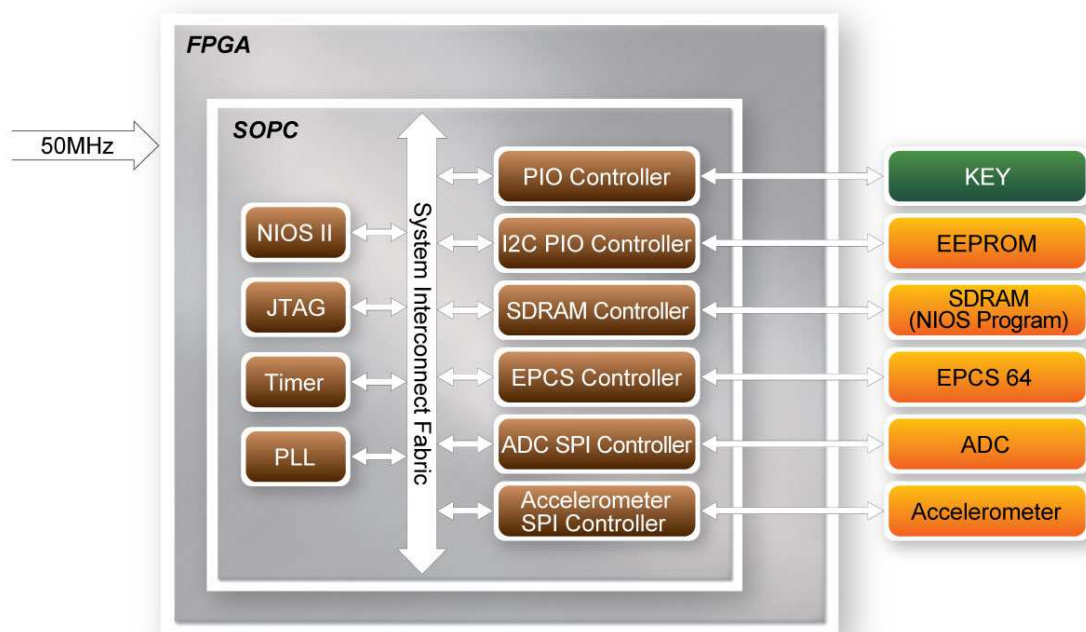 FPGA
50MHz
SOPC
NIOS II
JTAG
Timer
PLL
System Interconnect Fabric
PIO Controller
I2C PIO Controller
SDRAM Controller
EPCS Controller
ADC SPI Controller
Accelerometer
SPI Controller
KEY
EEPROM
SDRAM
(NIOS Program)
EPCS 64
ADC
Accelerometer